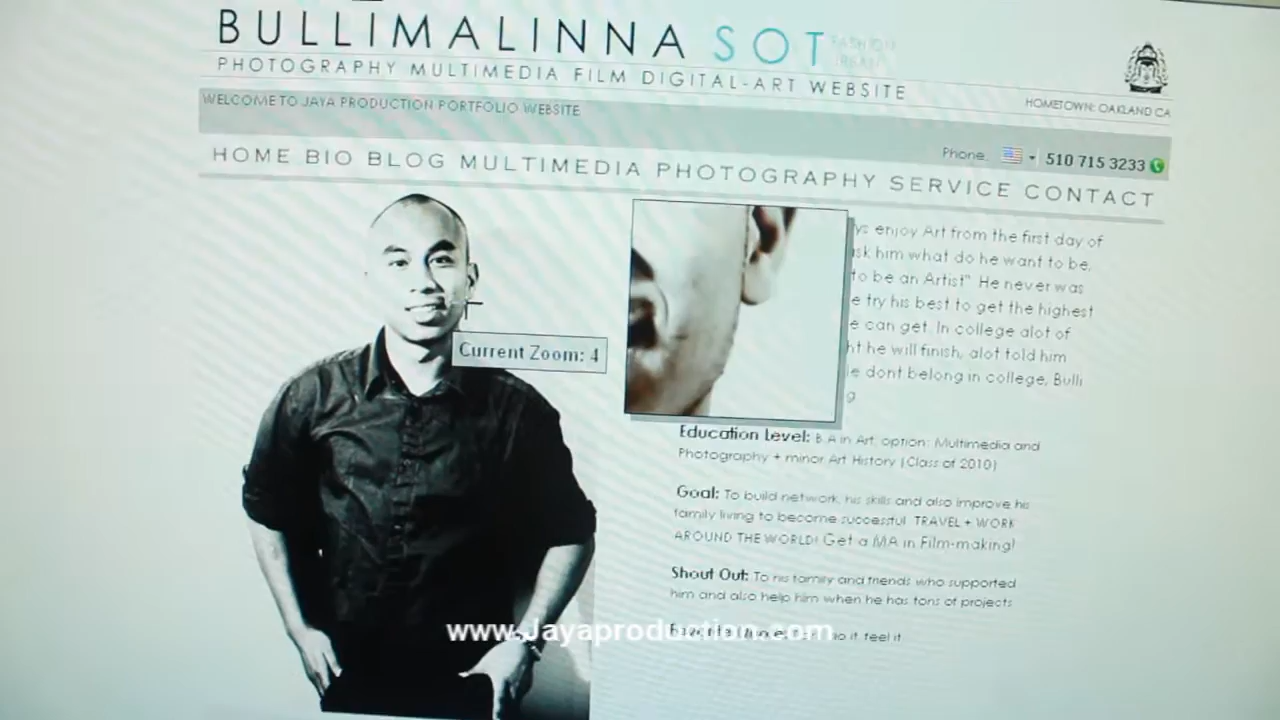 BULLIMALINNA SOT
PHOTOGRAPHY MULTIMEDIA FILM DIGITAL-ART WEBSITE
HOMETOWN: OAKLAND CA
WELCOME TO JAYA PRODUCTION PORTFOLIO WEBSITE
Phone: 510 715 3233
HOME BIO BLOG MULTIMEDIA PHOTOGRAPHY SERVICE CONTACT
ys enjoy Art from the first day of
ask him what do he want to be,
to be an Artist" He never was
e try his best to get the highest
e can get. In college alot of
ht he will finish, alot told him
le dont belong in college, Bulli
g
Current Zoom: 4
Education Level: B.A in Art, option: Multimedia and
Photography + minor Art History (Class of 2010)
Goal: To build network, his skills and also improve his
family living to become successful. TRAVEL + WORK
AROUND THE WORLD! Get a MA in Film-making!
Shout Out: To his family and friends who supported
him and also help him when he has tons of projects
it feel it
www.Jayaproduction.com